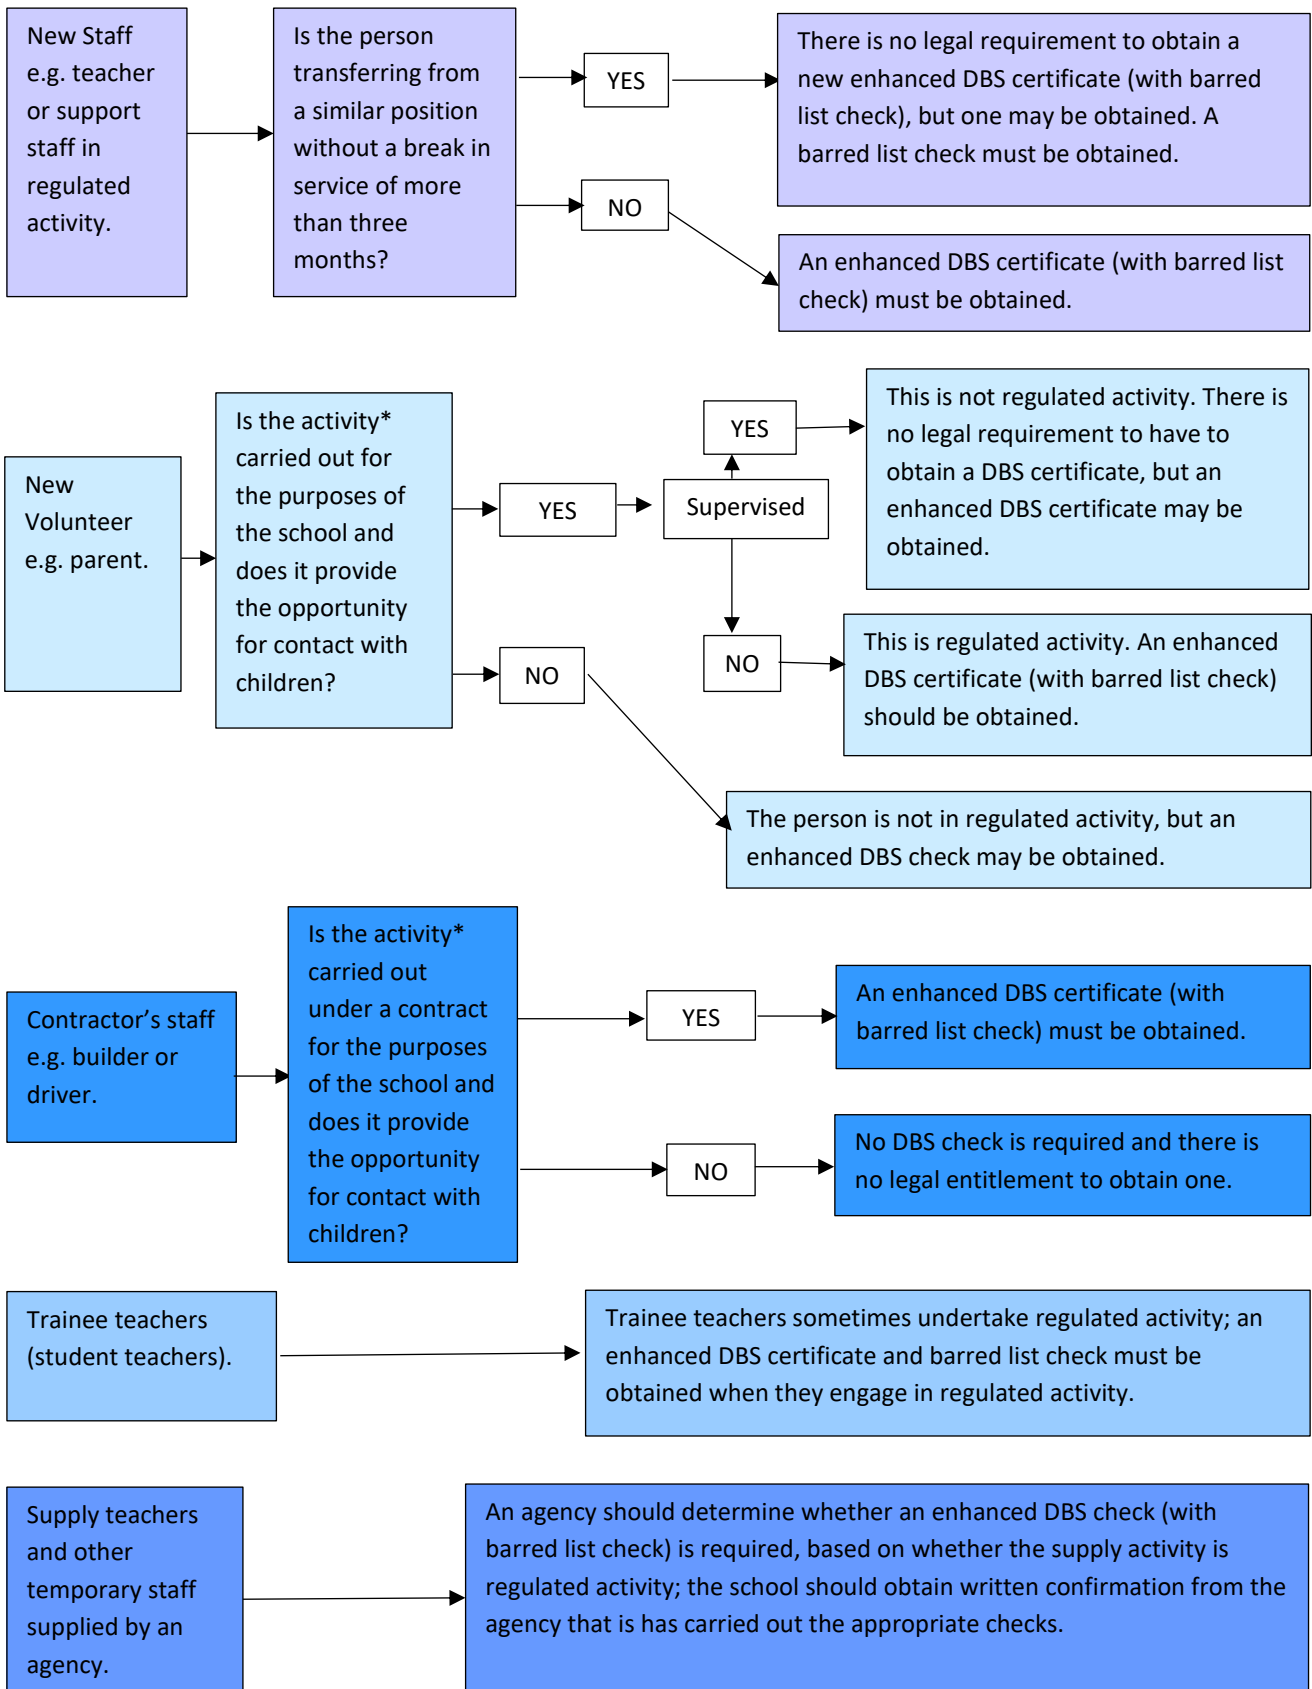 New Staff
e.g. teacher
or support
staff in
regulated
activity.
Is the person
transferring from
a similar position
without a break in
service of more
than three
months?
YES
There is no legal requirement to obtain a
new enhanced DBS certificate (with barred
list check), but one may be obtained. A
barred list check must be obtained.
NO
An enhanced DBS certificate (with barred list
check) must be obtained.
New
Volunteer
e.g. parent.
Is the activity*
carried out for
the purposes of
the school and
does it provide
the opportunity
for contact with
children?
YES
Supervised
YES
This is not regulated activity. There is
no legal requirement to have to
obtain a DBS certificate, but an
enhanced DBS certificate may be
obtained.
NO
This is regulated activity. An enhanced
DBS certificate (with barred list check)
should be obtained.
NO
The person is not in regulated activity, but an
enhanced DBS check may be obtained.
Contractor’s staff
e.g. builder or
driver.
Is the activity*
carried out
under a contract
for the purposes
of the school and
does it provide
the opportunity
for contact with
children?
YES
An enhanced DBS certificate (with
barred list check) must be obtained.
NO
No DBS check is required and there is
no legal entitlement to obtain one.
Trainee teachers
(student teachers).
Trainee teachers sometimes undertake regulated activity; an
enhanced DBS certificate and barred list check must be
obtained when they engage in regulated activity.
Supply teachers
and other
temporary staff
supplied by an
agency.
An agency should determine whether an enhanced DBS check (with
barred list check) is required, based on whether the supply activity is
regulated activity; the school should obtain written confirmation from the
agency that is has carried out the appropriate checks.